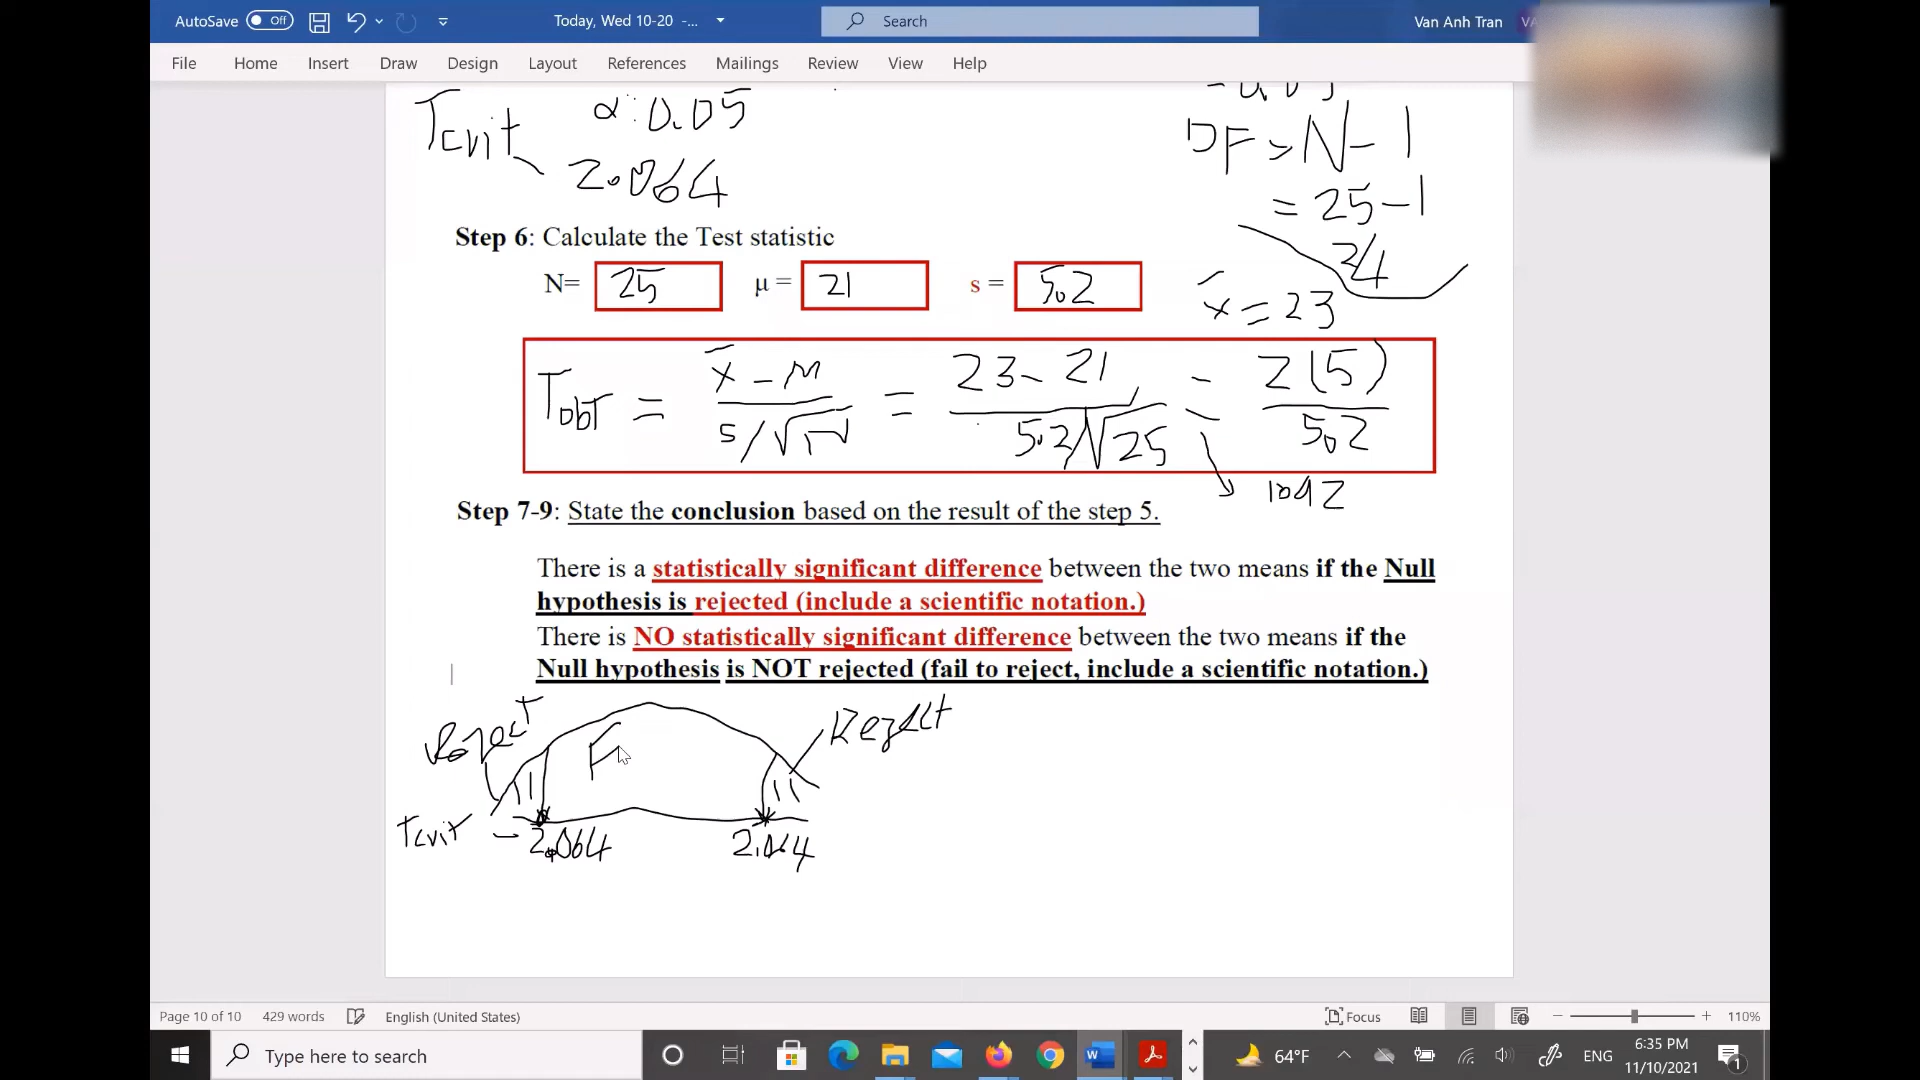 AutoSave Off Today, Wed 10-20 -... Search Van Anh Tran VA
File Home Insert Draw Design Layout References Mailings Review View Help
Tcrit α: 0.05
2.064
DF => N-1
= 25-1
24
Step 6: Calculate the Test statistic
N= 25 μ = 21 s = 5.2
x̄ = 23
Tobt = x̄ - M / s/√N = 23-21 / 5.2/√25 = 2(5) / 5.2
1.92
Step 7-9: State the conclusion based on the result of the step 5.
There is a statistically significant difference between the two means if the Null
hypothesis is rejected (include a scientific notation.)
There is NO statistically significant difference between the two means if the
Null hypothesis is NOT rejected (fail to reject, include a scientific notation.)
Reject F Reject
Tcrit -2.064 2.064
Page 10 of 10 429 words English (United States) Focus 110%
Type here to search 64°F ENG 6:35 PM
11/10/2021 1